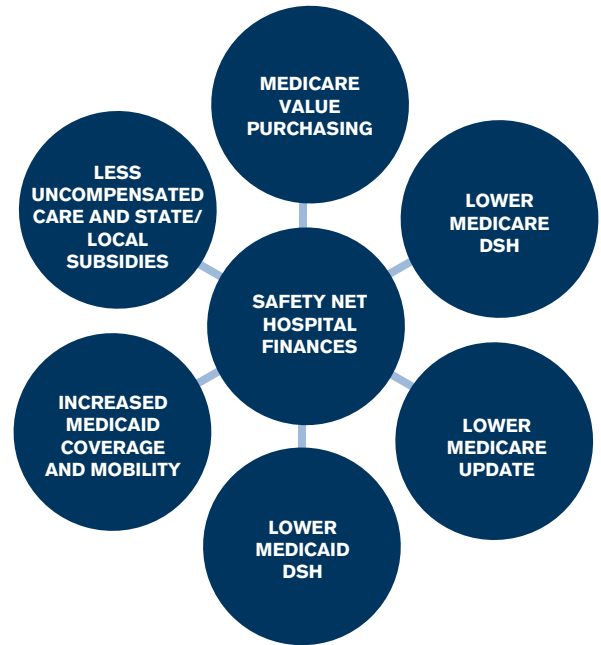 MEDICARE
VALUE
PURCHASING
LESS
UNCOMPENSATED
CARE AND STATE/
LOCAL
SUBSIDIES
LOWER
MEDICARE
DSH
SAFETY NET
HOSPITAL
FINANCES
INCREASED
MEDICAID
COVERAGE
AND MOBILITY
LOWER
MEDICARE
UPDATE
LOWER
MEDICAID
DSH